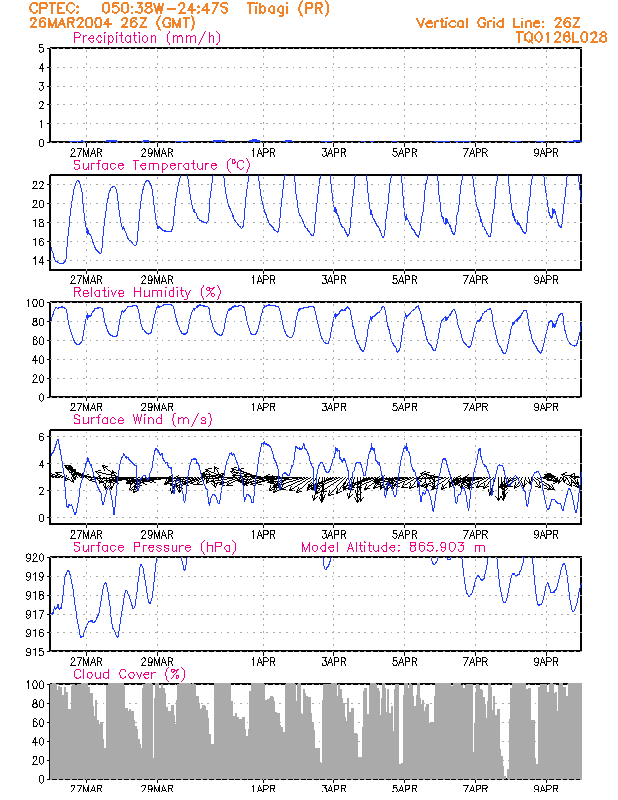 CPTEC: 050:38W-24:47S Tibagi (PR)
26MAR2004 26Z (GMT) Vertical Grid Line: 26Z
Precipitation (mm/h) TQ0126L028
5
4
3
2
1
0
27MAR 29MAR 1APR 3APR 5APR 7APR 9APR
Surface Temperature (°C)
22
20
18
16
14
27MAR 29MAR 1APR 3APR 5APR 7APR 9APR
Relative Humidity (%)
100
80
60
40
20
0
27MAR 29MAR 1APR 3APR 5APR 7APR 9APR
Surface Wind (m/s)
6
4
2
0
27MAR 29MAR 1APR 3APR 5APR 7APR 9APR
Surface Pressure (hPa) Model Altitude: 865.903 m
920
919
918
917
916
915
27MAR 29MAR 1APR 3APR 5APR 7APR 9APR
Cloud Cover (%)
100
80
60
40
20
0
27MAR 29MAR 1APR 3APR 5APR 7APR 9APR